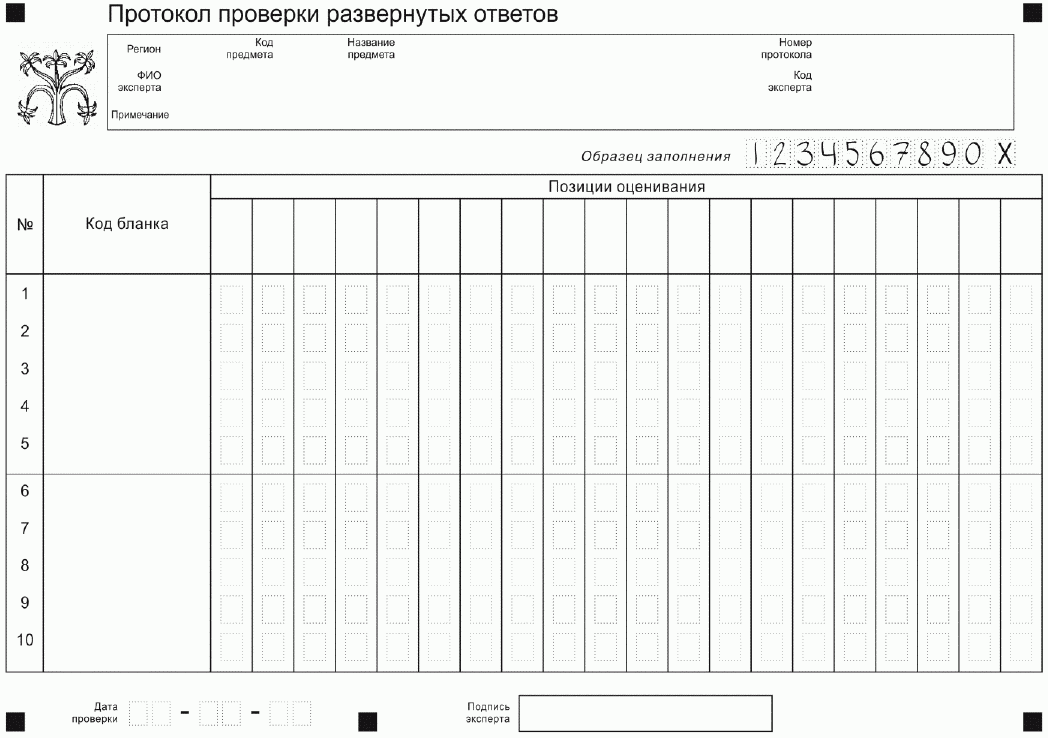 Протокол проверки развернутых ответов
Регион
Код предмета
Название предмета
Номер протокола
ФИО эксперта
Код эксперта
Примечание
Образец заполнения 1 2 3 4 5 6 7 8 9 0 X
№
Код бланка
Позиции оценивания
1
2
3
4
5
6
7
8
9
10
Дата проверки - -
Подпись эксперта